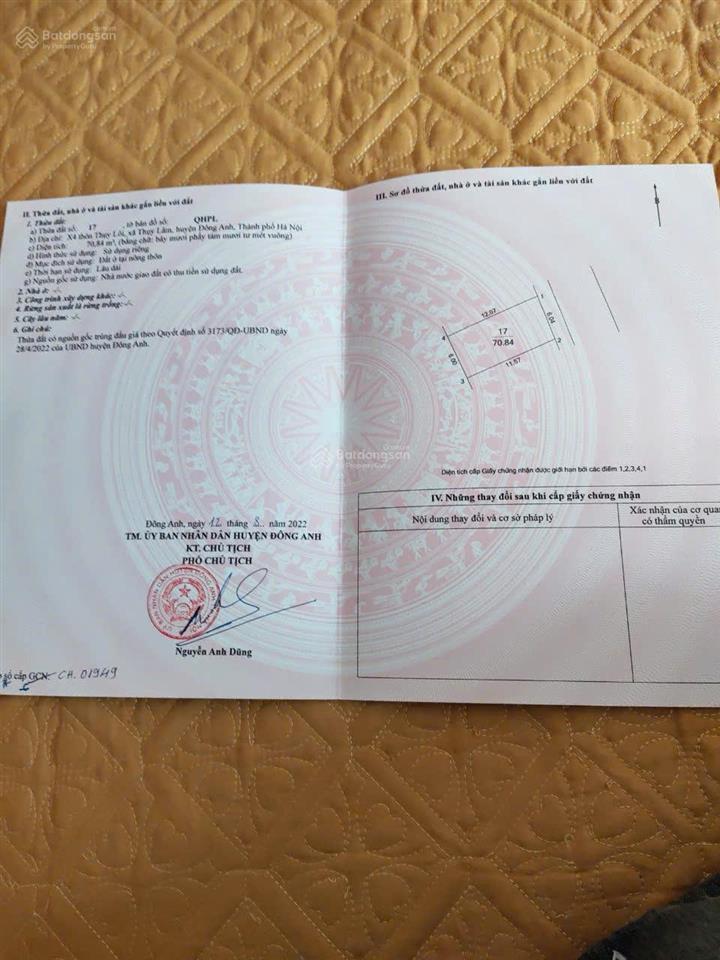 Batdongsan
by PropertyGuru
II. Thửa đất, nhà ở và tài sản khác gắn liền với đất
1. Thửa đất:
a) Thửa đất số: 17 , tờ bản đồ số: QHPL
b) Địa chỉ: X4 thôn Thụy Lôi, xã Thụy Lâm, huyện Đông Anh, Thành phố Hà Nội
c) Diện tích: 70,84 m², (bằng chữ: bảy mươi phẩy tám mươi tư mét vuông)
d) Hình thức sử dụng: Sử dụng riêng
đ) Mục đích sử dụng: Đất ở tại nông thôn
e) Thời hạn sử dụng: Lâu dài
g) Nguồn gốc sử dụng: Nhà nước giao đất có thu tiền sử dụng đất.
2. Nhà ở: -/-
3. Công trình xây dựng khác: -/-
4. Rừng sản xuất là rừng trồng: -/-
5. Cây lâu năm: -/-
6. Ghi chú:
Thửa đất có nguồn gốc trúng đấu giá theo Quyết định số 3173/QĐ-UBND ngày
28/4/2022 của UBND huyện Đông Anh.
Đông Anh, ngày 12 tháng 8 năm 2022
TM. ỦY BAN NHÂN DÂN HUYỆN ĐÔNG ANH
KT. CHỦ TỊCH
PHÓ CHỦ TỊCH
Nguyễn Anh Dũng
số cấp GCN: CH.01949
III. Sơ đồ thửa đất, nhà ở và tài sản khác gắn liền với đất
B
12.07
1
4
17
70.84
6.04
6.00
2
11.57
3
Batdongsan
by PropertyGuru
Diện tích cấp Giấy chứng nhận được giới hạn bởi các điểm 1,2,3,4,1
IV. Những thay đổi sau khi cấp giấy chứng nhận
Nội dung thay đổi và cơ sở pháp lý
Xác nhận của cơ quan
có thẩm quyền